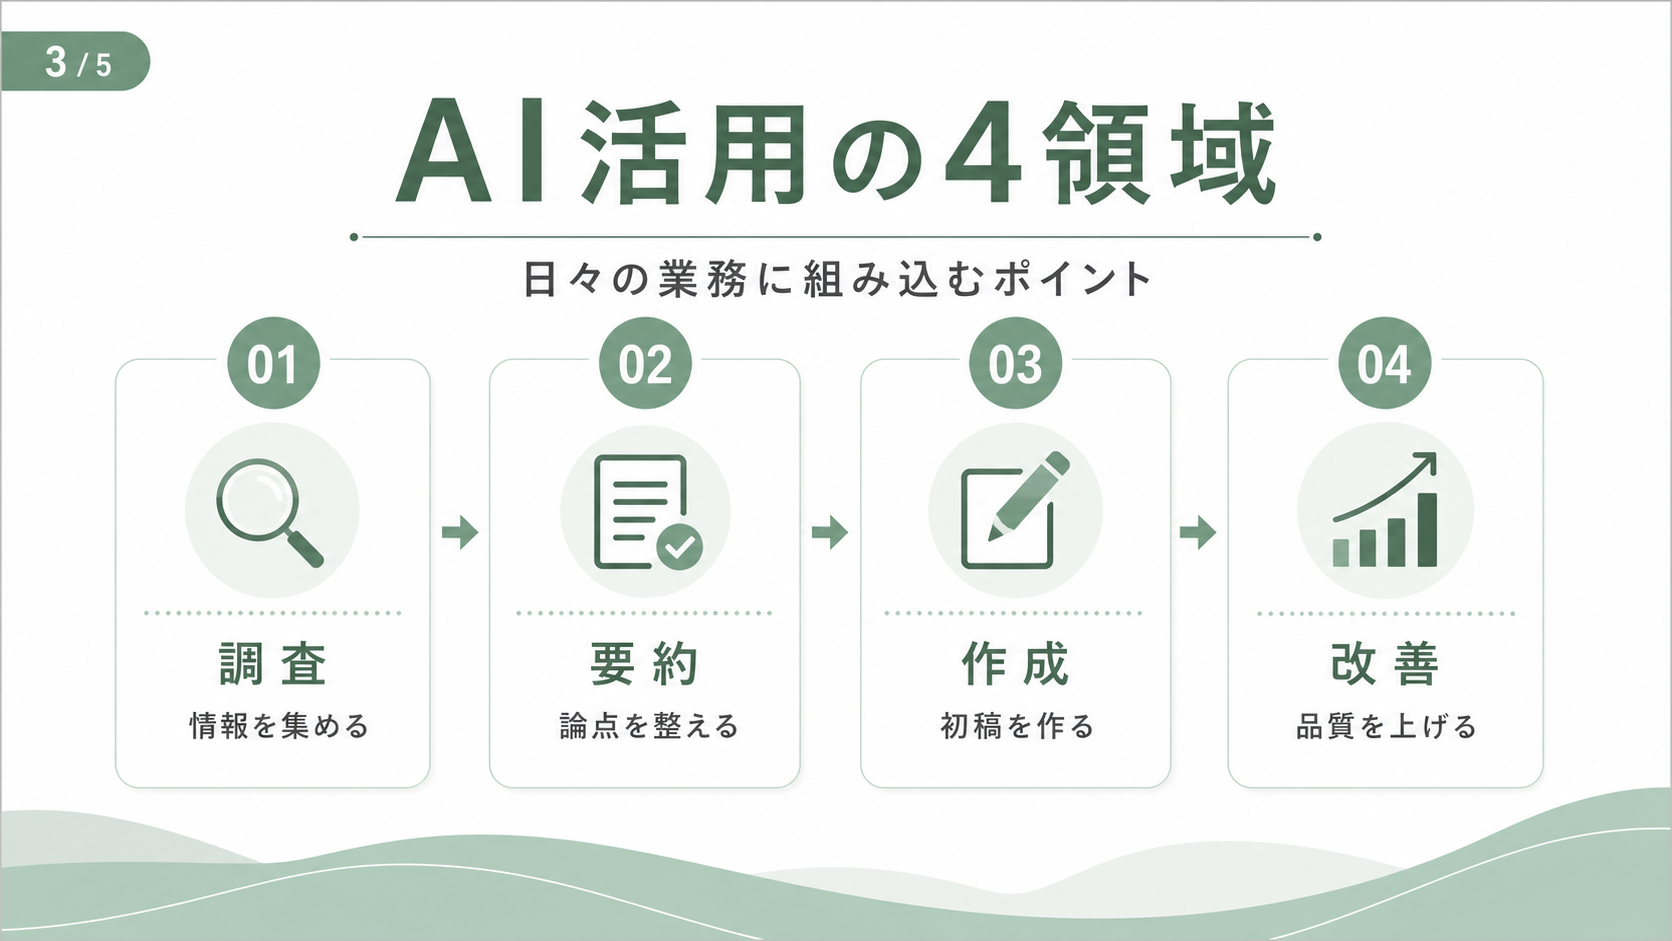 3 / 5
AI活用の4領域
日々の業務に組み込むポイント
01
調査
情報を集める
02
要約
論点を整える
03
作成
初稿を作る
04
改善
品質を上げる